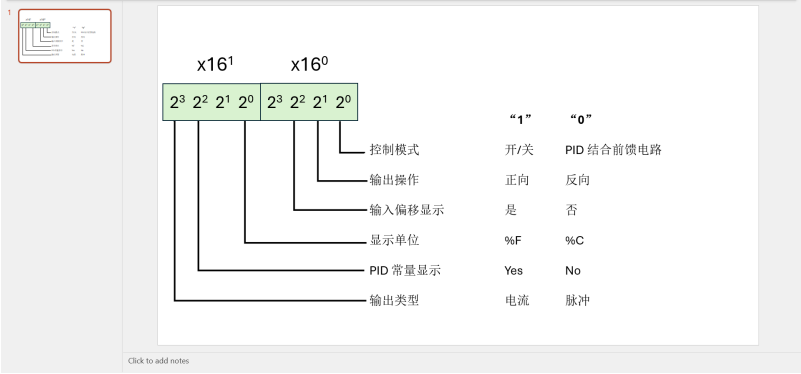 1
x16¹ x16⁰
2³ 2² 2¹ 2⁰ 2³ 2² 2¹ 2⁰
“1” “0”
控制模式 开/关 PID 结合前馈电路
输出操作 正向 反向
输入偏移显示 是 否
显示单位 %F %C
PID 常量显示 Yes No
输出类型 电流 脉冲
Click to add notes